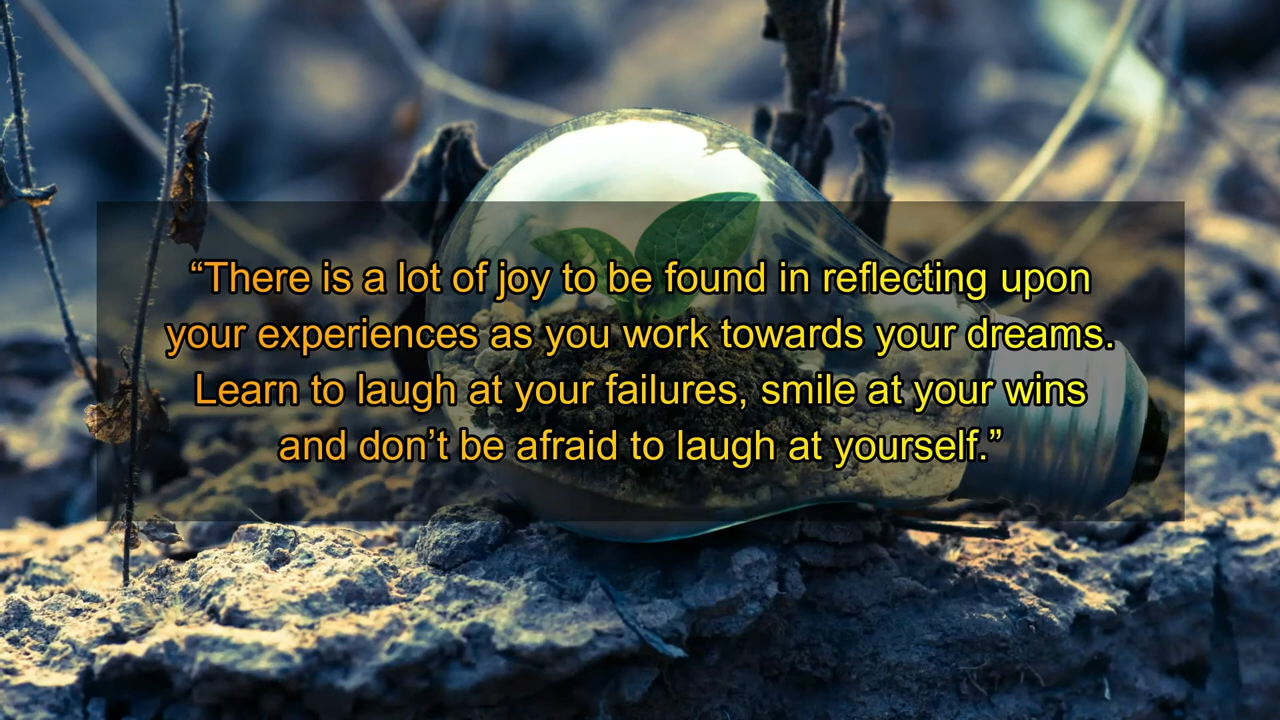 “There is a lot of joy to be found in reflecting upon
your experiences as you work towards your dreams.
Learn to laugh at your failures, smile at your wins
and don’t be afraid to laugh at yourself.”